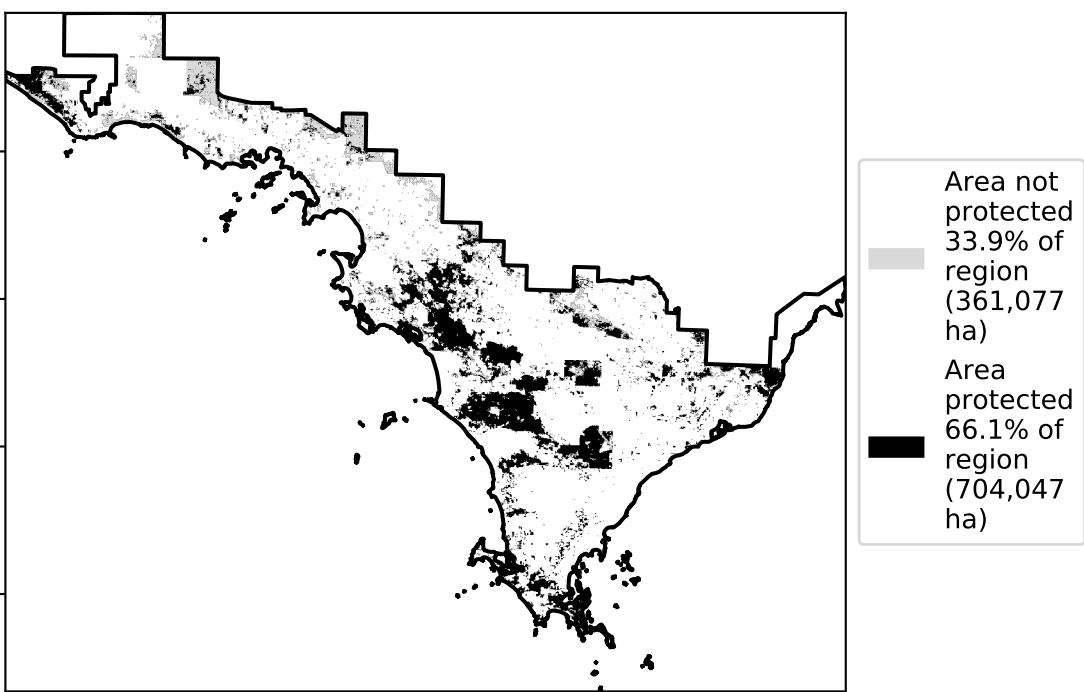 Area not
protected
33.9% of
region
(361,077
ha)
Area
protected
66.1% of
region
(704,047
ha)